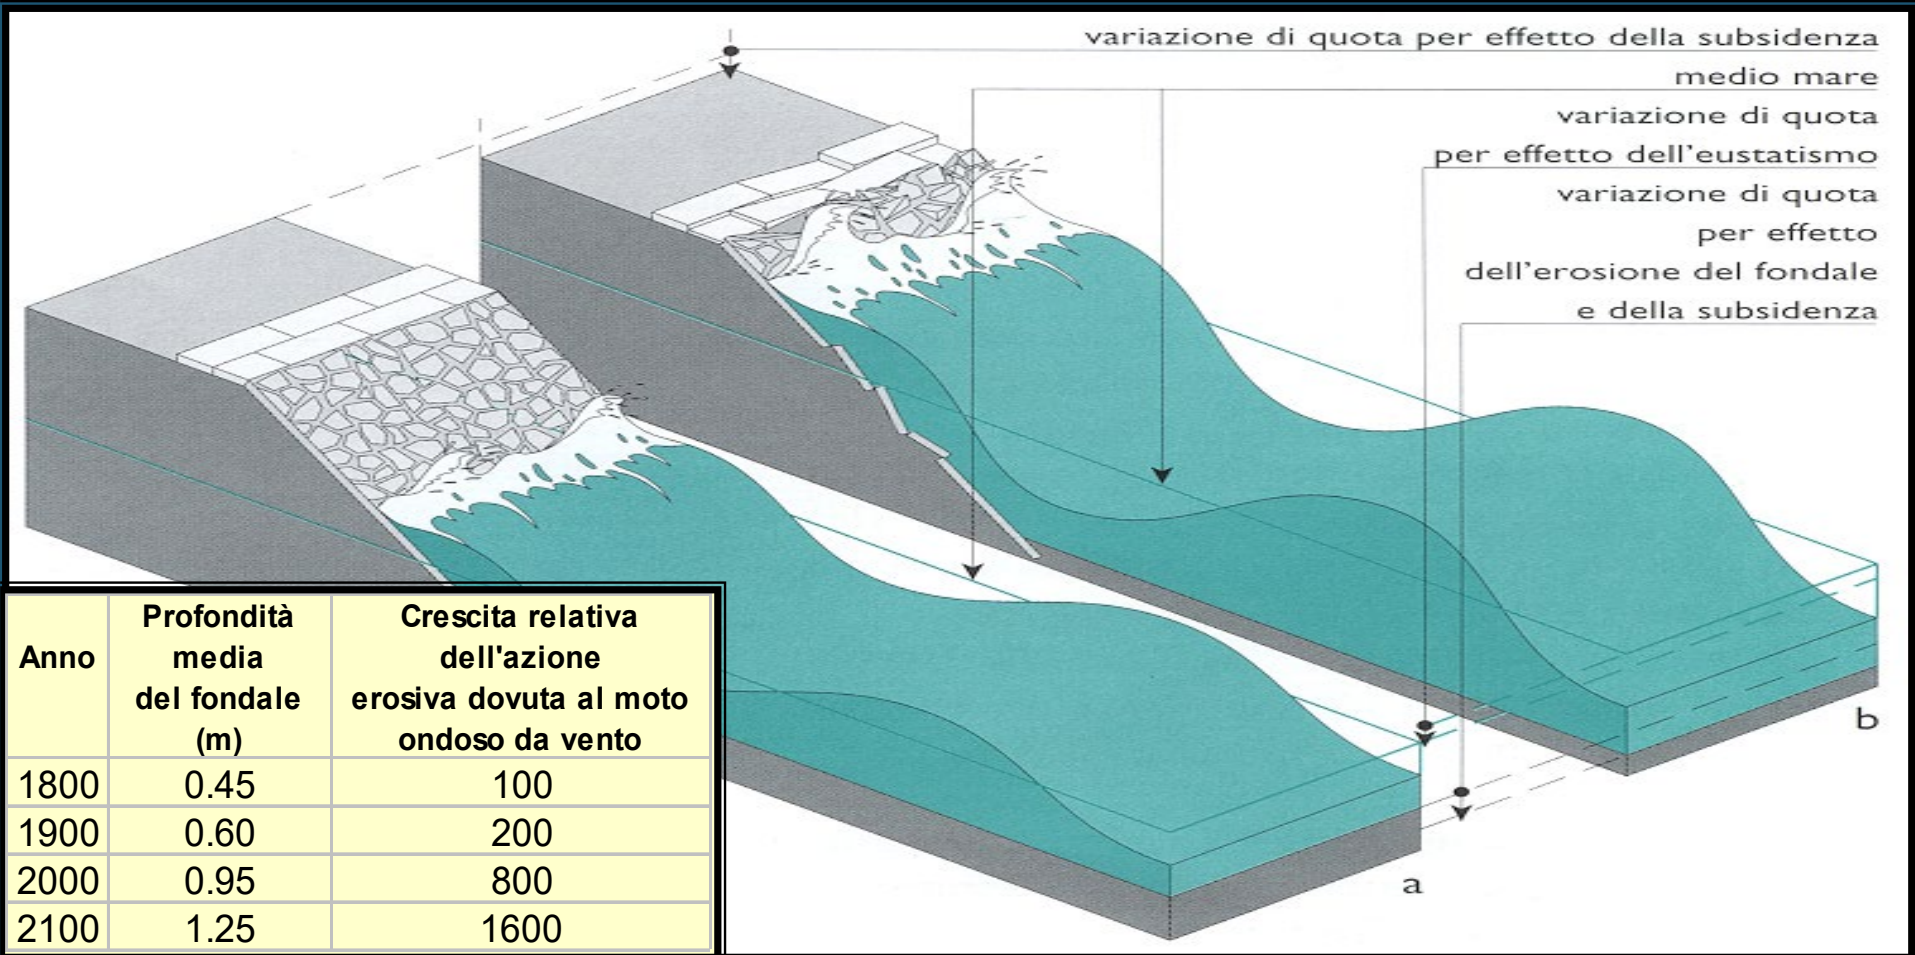 variazione di quota per effetto della subsidenza
medio mare
variazione di quota
per effetto dell'eustatismo
variazione di quota
per effetto
dell'erosione del fondale
e della subsidenza
b
a
Anno
Profondità
media
del fondale
(m)
Crescita relativa
dell'azione
erosiva dovuta al moto
ondoso da vento
1800 0.45 100
1900 0.60 200
2000 0.95 800
2100 1.25 1600